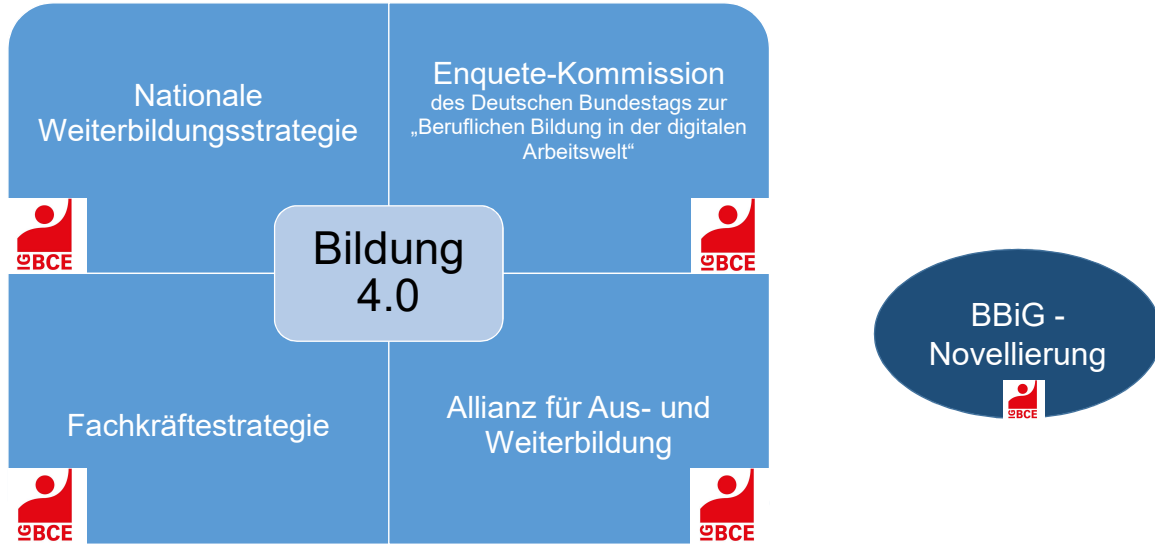 Nationale
Weiterbildungsstrategie
Enquete-Kommission
des Deutschen Bundestags zur
„Beruflichen Bildung in der digitalen
Arbeitswelt“
IGBCE
IGBCE
Bildung
4.0
BBiG -
Novellierung
IGBCE
Fachkräftestrategie
Allianz für Aus- und
Weiterbildung
IGBCE
IGBCE